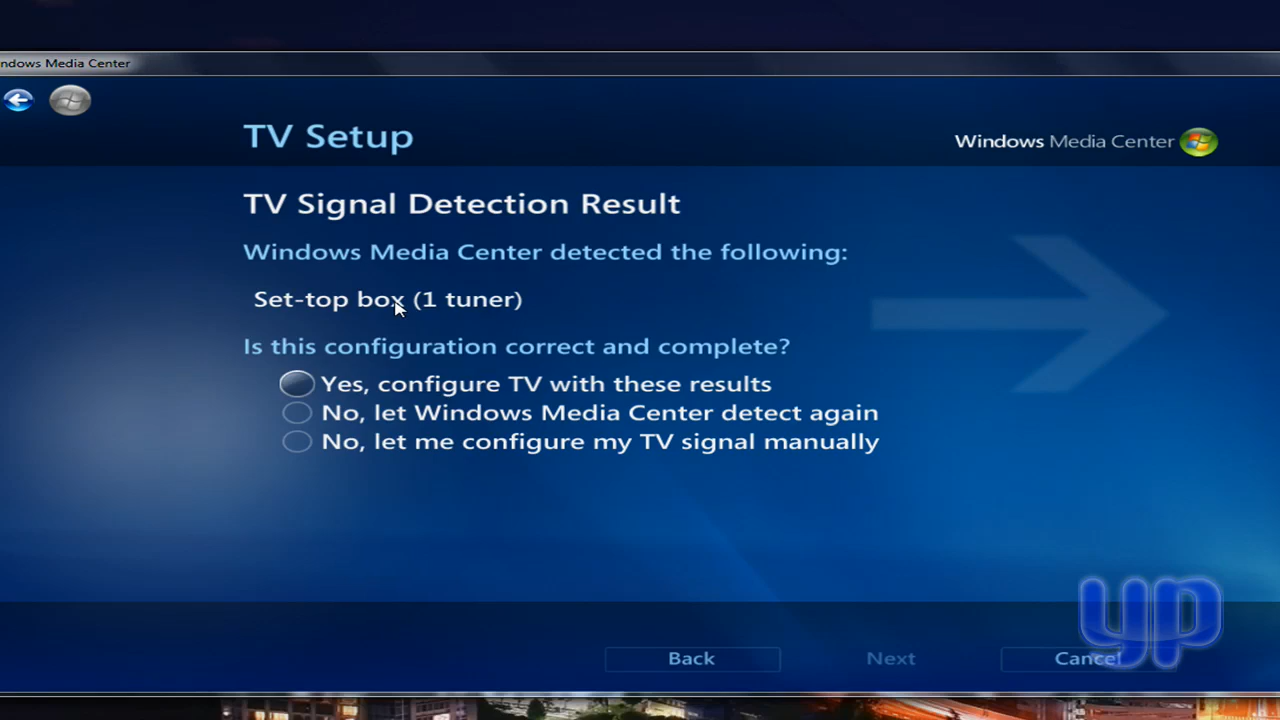 ndows Media Center
TV Setup
Windows Media Center
TV Signal Detection Result
Windows Media Center detected the following:
Set-top box (1 tuner)
Is this configuration correct and complete?
Yes, configure TV with these results
No, let Windows Media Center detect again
No, let me configure my TV signal manually
yp
Back Next Cancel